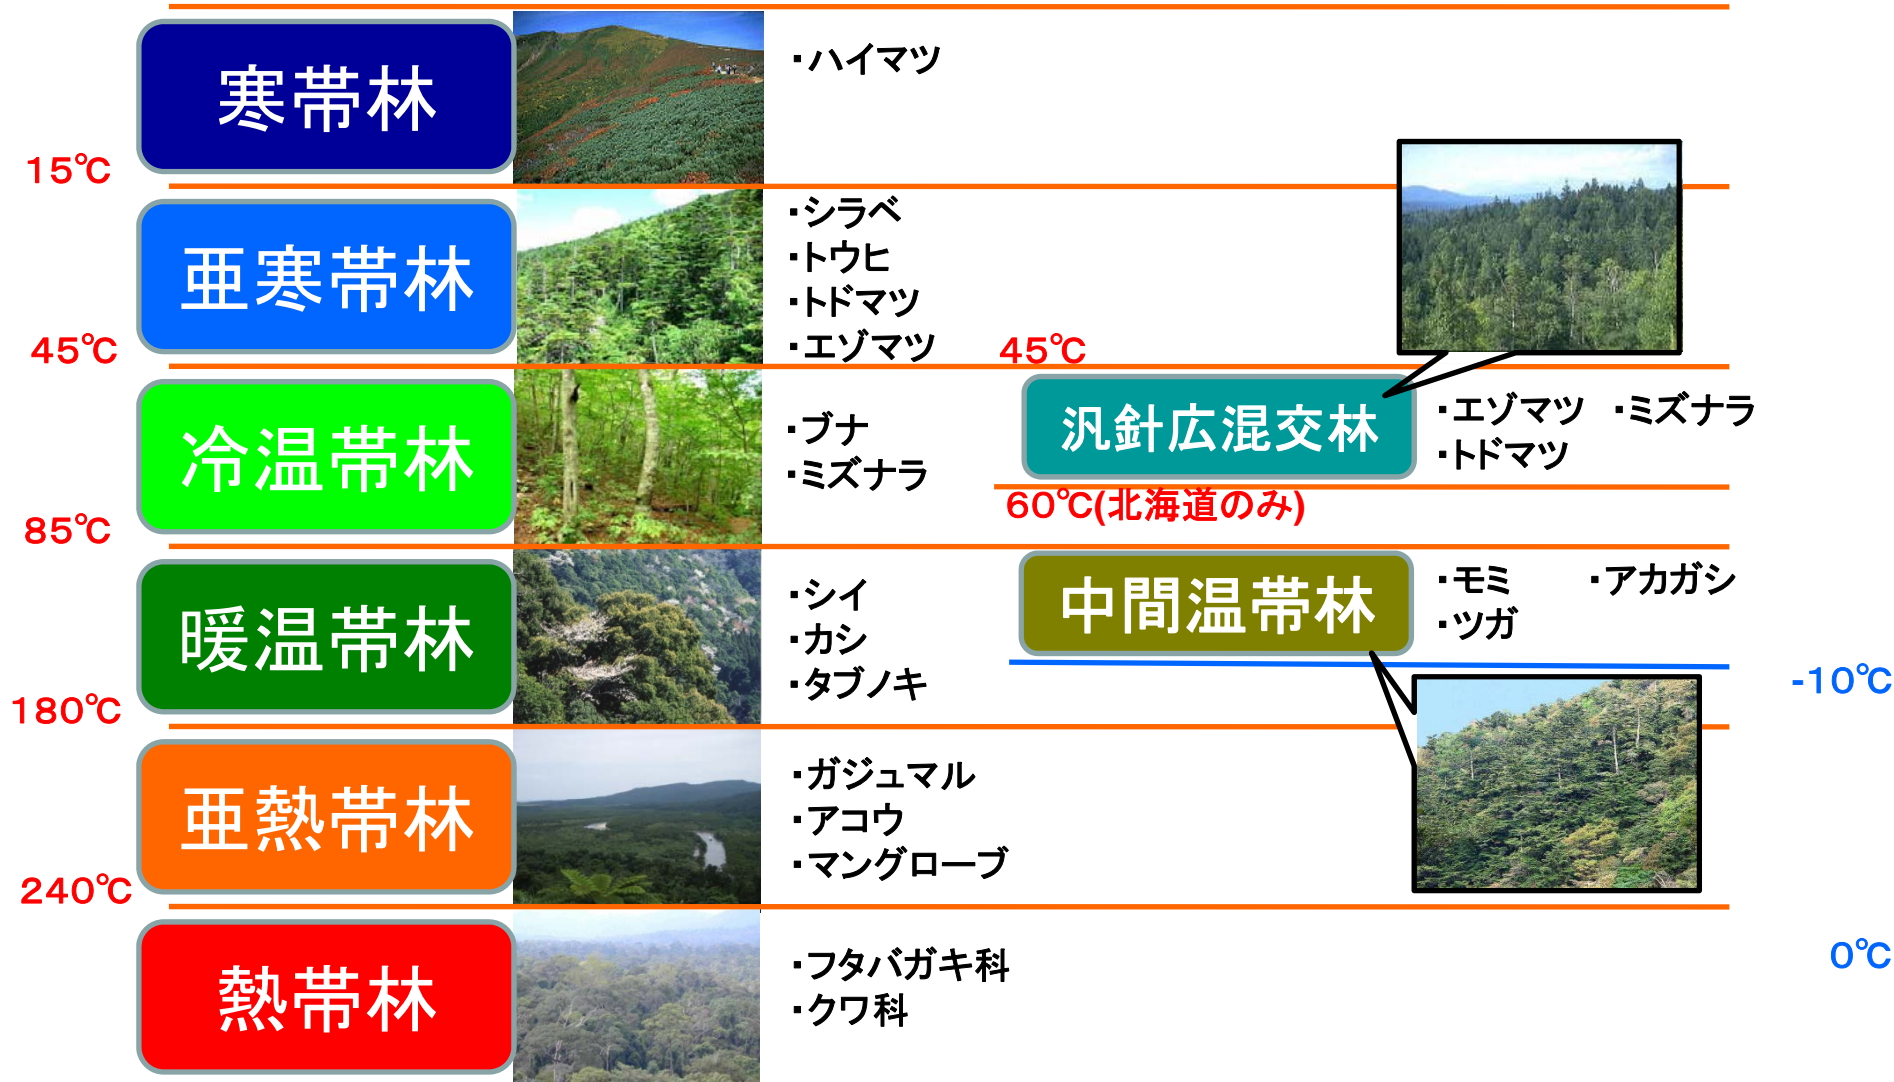 寒帯林
・ハイマツ
15℃
亜寒帯林
・シラベ
・トウヒ
・トドマツ
・エゾマツ
45℃
45℃
冷温帯林
・ブナ
・ミズナラ
汎針広混交林
・エゾマツ ・ミズナラ
・トドマツ
60℃(北海道のみ)
85℃
暖温帯林
・シイ
・カシ
・タブノキ
中間温帯林
・モミ ・アカガシ
・ツガ
-10℃
180℃
亜熱帯林
・ガジュマル
・アコウ
・マングローブ
240℃
0℃
熱帯林
・フタバガキ科
・クワ科